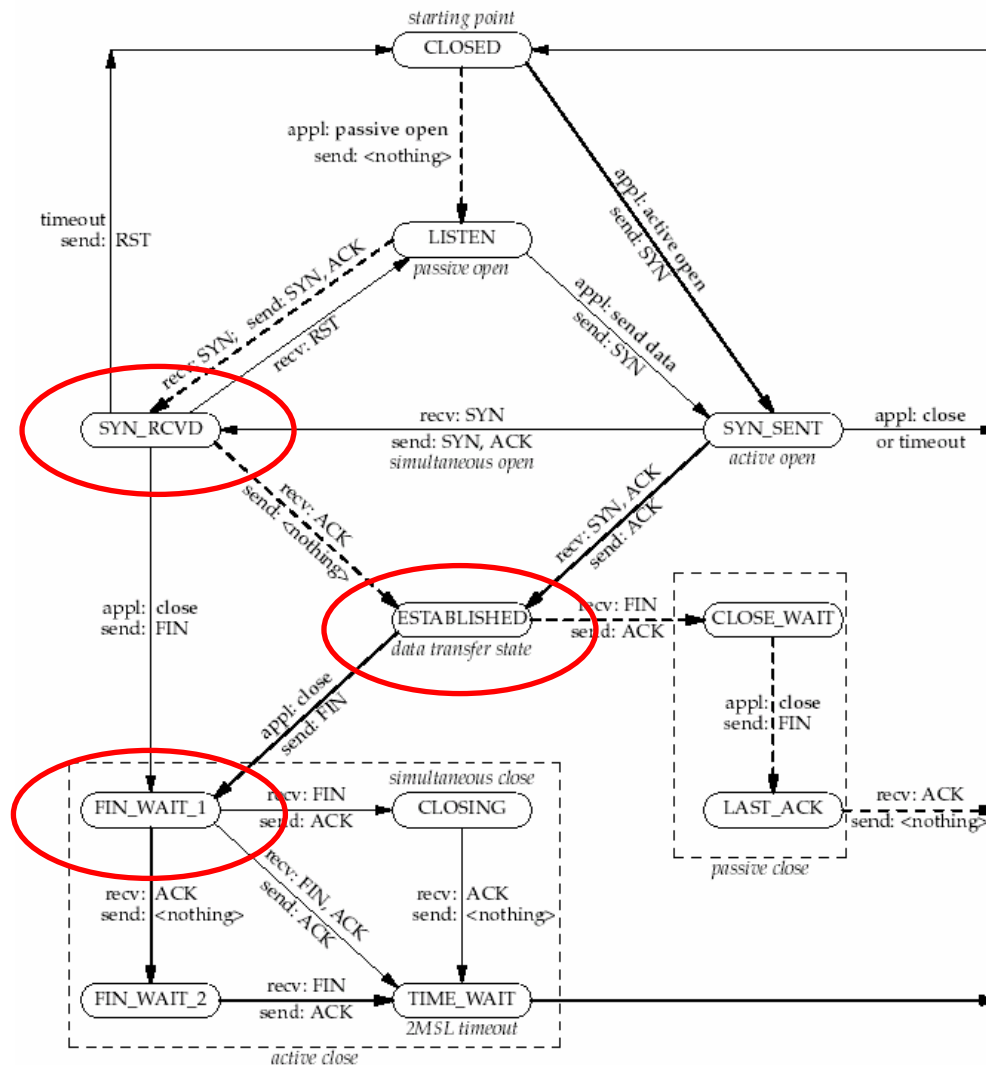 starting point
CLOSED
appl: passive open
send: <nothing>
appl: active open
send: SYN
timeout
send: RST
LISTEN
passive open
recv: SYN; send: SYN, ACK
recv: RST
appl: send data
send: SYN
SYN_RCVD
recv: SYN
send: SYN, ACK
simultaneous open
SYN_SENT
active open
appl: close
or timeout
recv: ACK
send: <nothing>
recv: SYN, ACK
send: ACK
appl: close
send: FIN
ESTABLISHED
data transfer state
recv: FIN
send: ACK
CLOSE_WAIT
appl: close
send: FIN
appl: close
send: FIN
simultaneous close
FIN_WAIT_1
recv: FIN
send: ACK
CLOSING
LAST_ACK
recv: ACK
send: <nothing>
passive close
recv: ACK
send: <nothing>
recv: FIN, ACK
send: ACK
recv: ACK
send: <nothing>
FIN_WAIT_2
recv: FIN
send: ACK
TIME_WAIT
2MSL timeout
active close